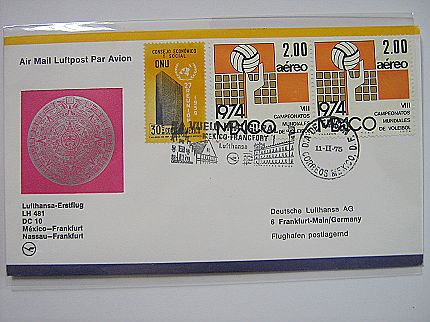 Air Mail Luftpost Par Avion
CONSEJO ECONOMICO
SOCIAL
ONU
2.00
aéreo
1974
MEXICO
VIII
CAMPEONATOS
MUNDIALES
DE VOLEIBOL
2.00
aéreo
1974
MEXICO
VIII
CAMPEONATOS
MUNDIALES
DE VOLEIBOL
VUELO
MEXICO-FRANCFORT
Lufthansa
11-II-75
CORREOS MEXICO
Lufthansa-Erstflug
LH 481
DC 10
México–Frankfurt
Nassau–Frankfurt
Deutsche Lufthansa AG
6 Frankfurt-Main/Germany
Flughafen postlagernd